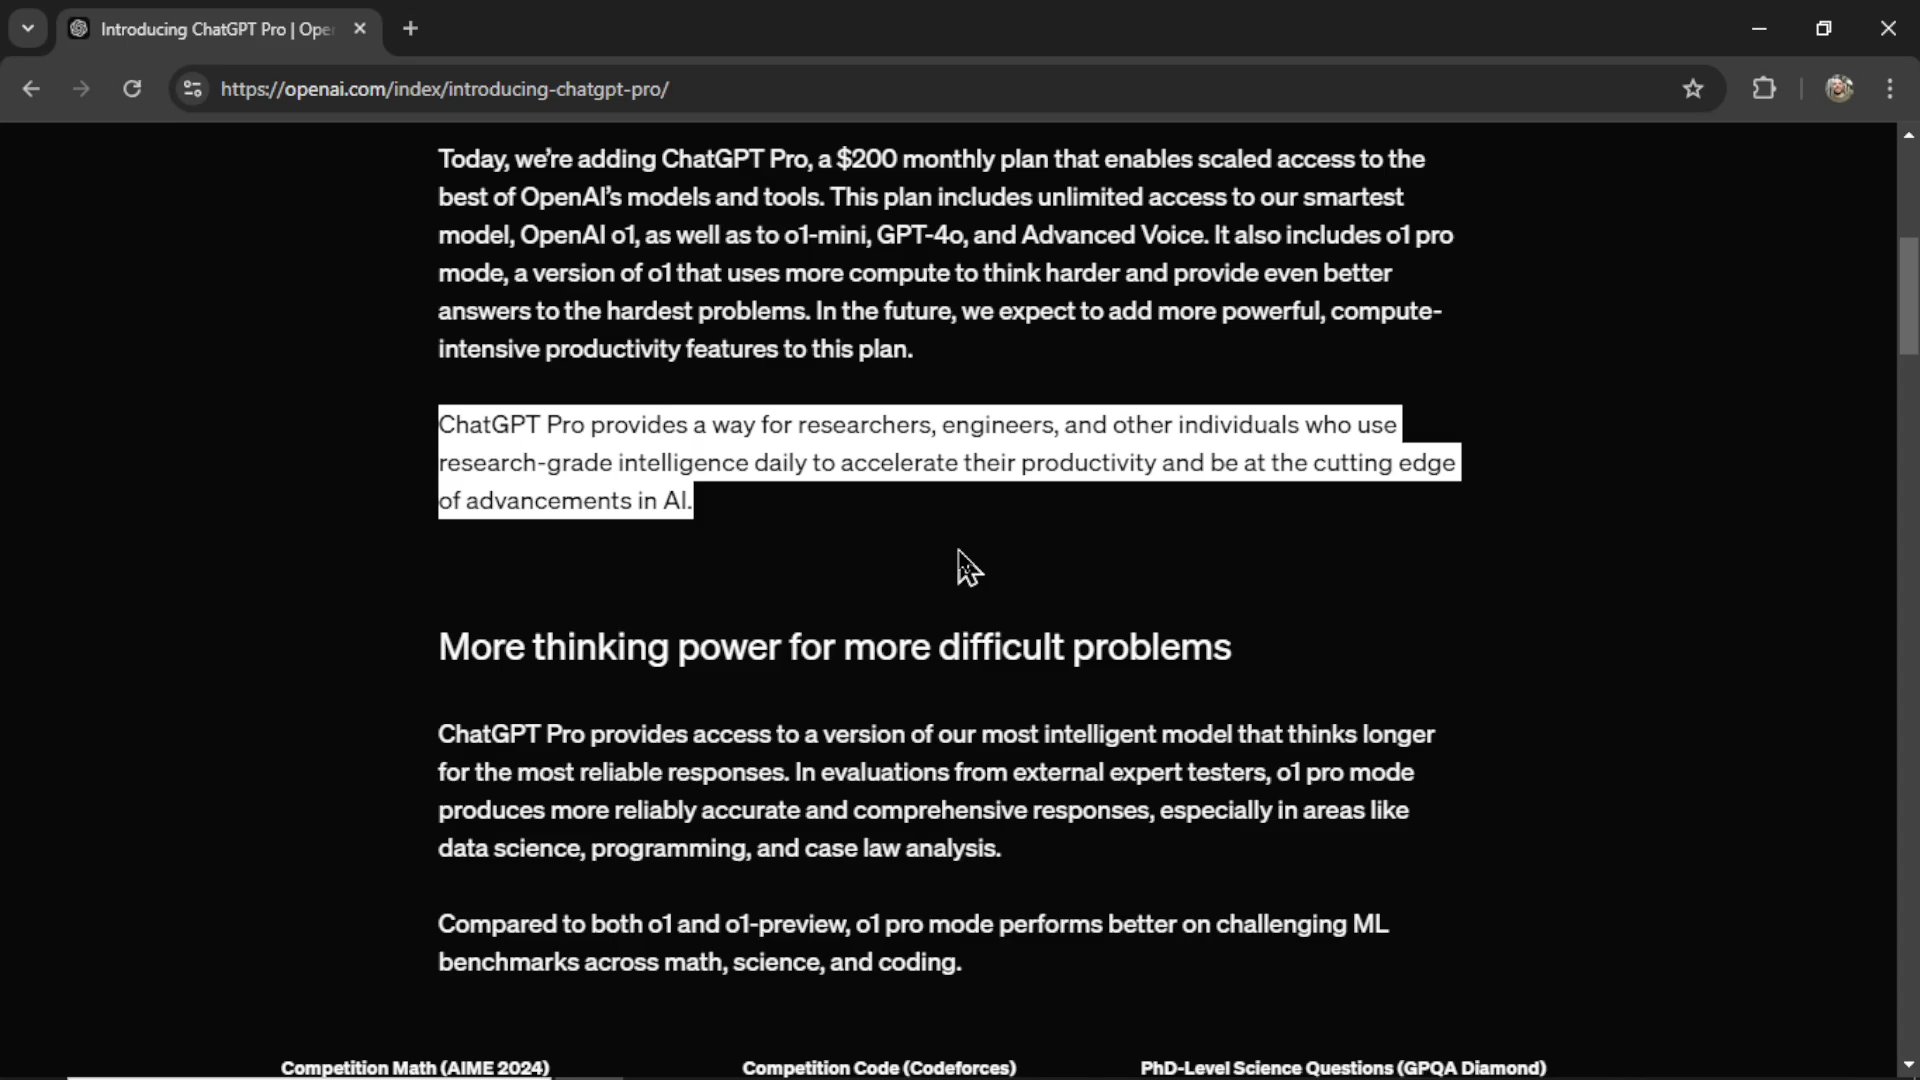 Introducing ChatGPT Pro | Ope
https://openai.com/index/introducing-chatgpt-pro/
Today, we’re adding ChatGPT Pro, a $200 monthly plan that enables scaled access to the
best of OpenAI’s models and tools. This plan includes unlimited access to our smartest
model, OpenAI o1, as well as to o1-mini, GPT-4o, and Advanced Voice. It also includes o1 pro
mode, a version of o1 that uses more compute to think harder and provide even better
answers to the hardest problems. In the future, we expect to add more powerful, compute-
intensive productivity features to this plan.
ChatGPT Pro provides a way for researchers, engineers, and other individuals who use
research-grade intelligence daily to accelerate their productivity and be at the cutting edge
of advancements in AI.
More thinking power for more difficult problems
ChatGPT Pro provides access to a version of our most intelligent model that thinks longer
for the most reliable responses. In evaluations from external expert testers, o1 pro mode
produces more reliably accurate and comprehensive responses, especially in areas like
data science, programming, and case law analysis.
Compared to both o1 and o1-preview, o1 pro mode performs better on challenging ML
benchmarks across math, science, and coding.
Competition Math (AIME 2024) Competition Code (Codeforces) PhD-Level Science Questions (GPQA Diamond)